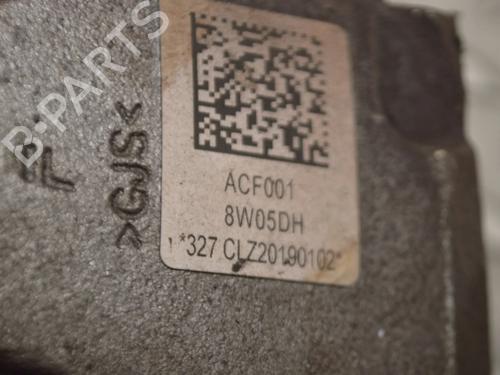 B-PARTS
>GJS<
ACF001
8W05DH
*327 CLZ20190102*